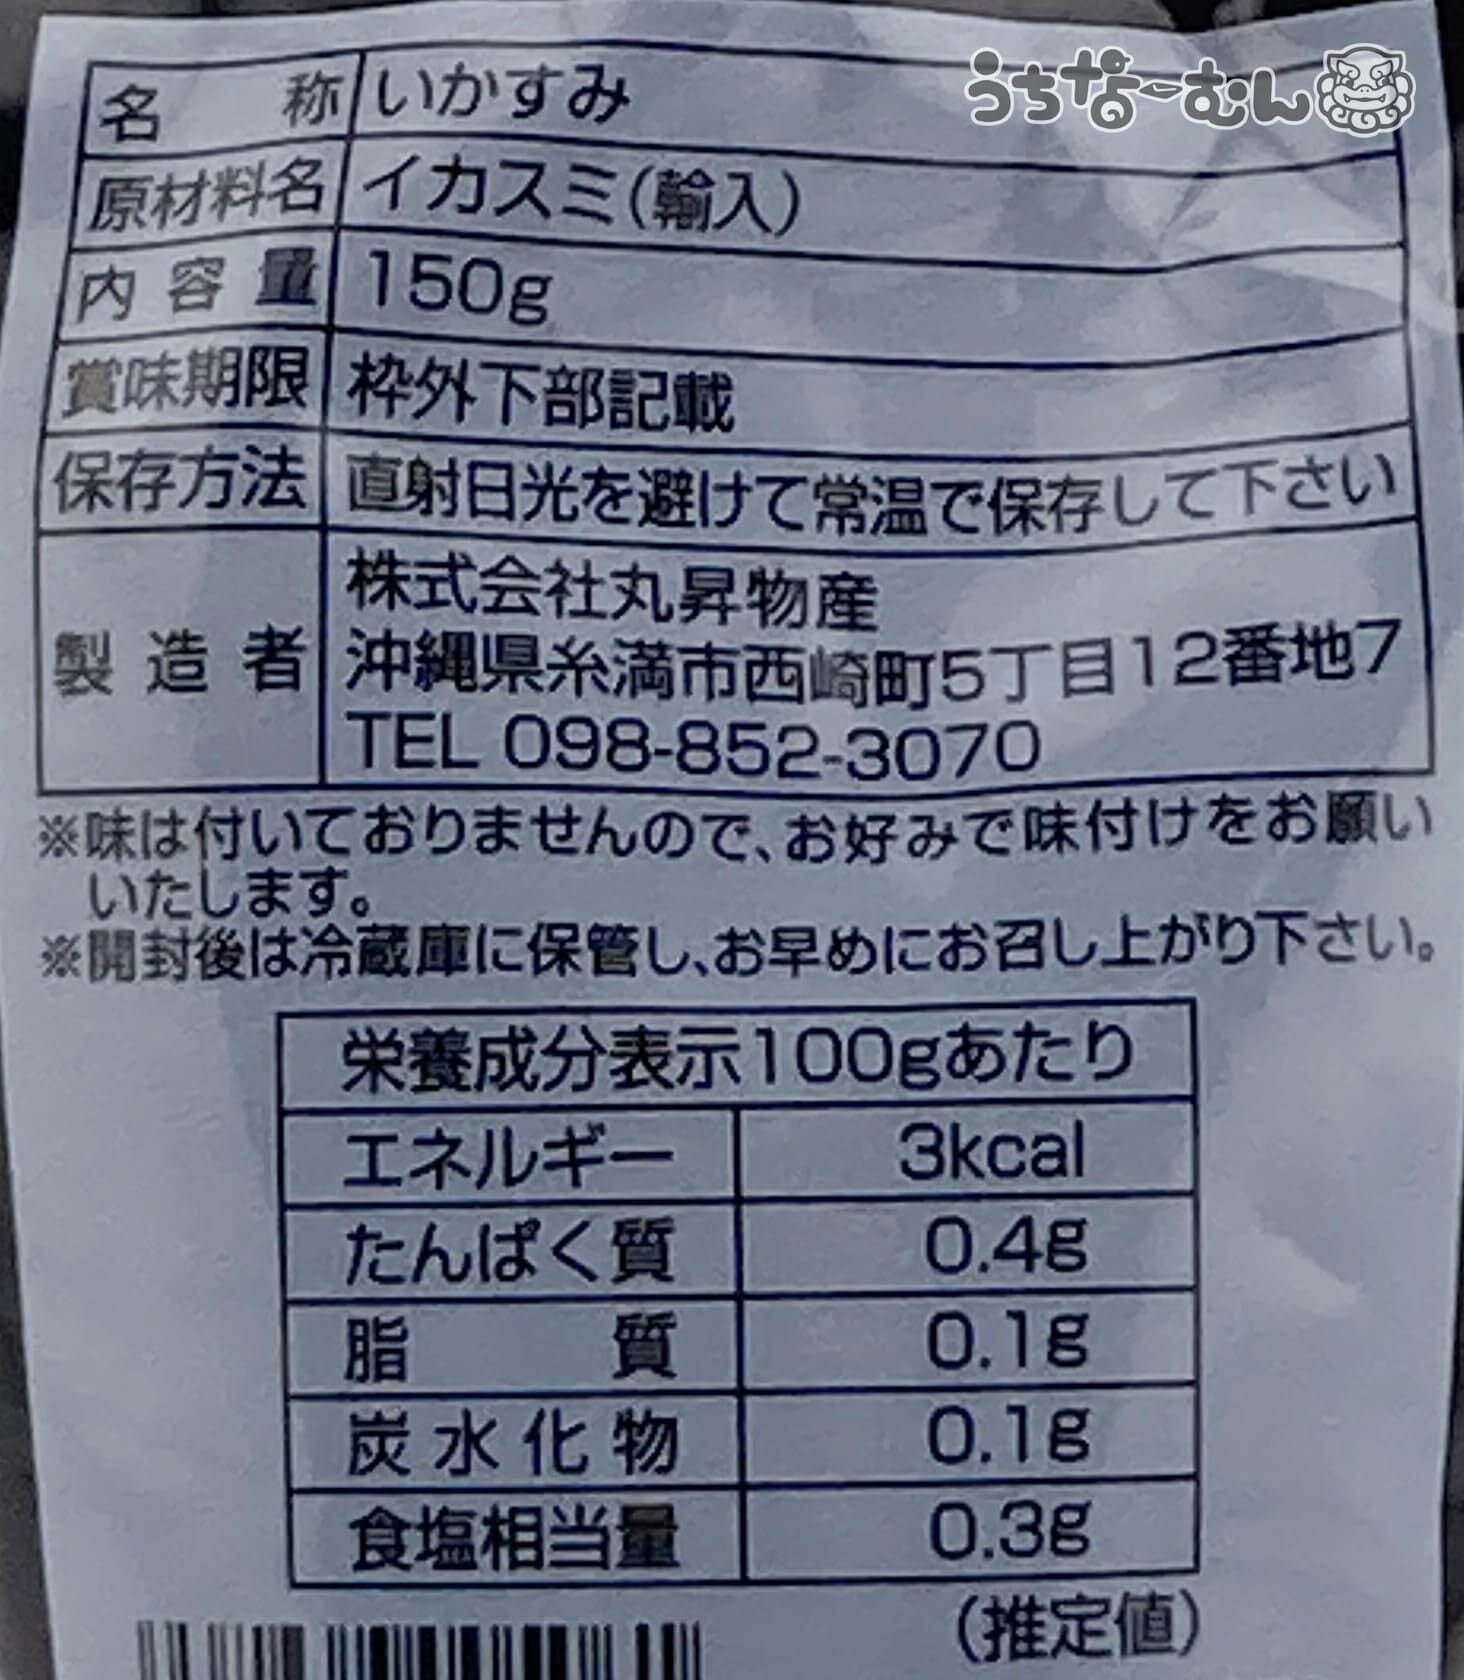 うちなーむん
名称 いかすみ
原材料名 イカスミ(輸入)
内容量 150g
賞味期限 枠外下部記載
保存方法 直射日光を避けて常温で保存して下さい
製造者 株式会社丸昇物産
沖縄県糸満市西崎町5丁目12番地7
TEL 098-852-3070
※味は付いておりませんので、お好みで味付けをお願い
いたします。
※開封後は冷蔵庫に保管し、お早めにお召し上がり下さい。
栄養成分表示100gあたり
エネルギー 3kcal
たんぱく質 0.4g
脂質 0.1g
炭水化物 0.1g
食塩相当量 0.3g
(推定値)